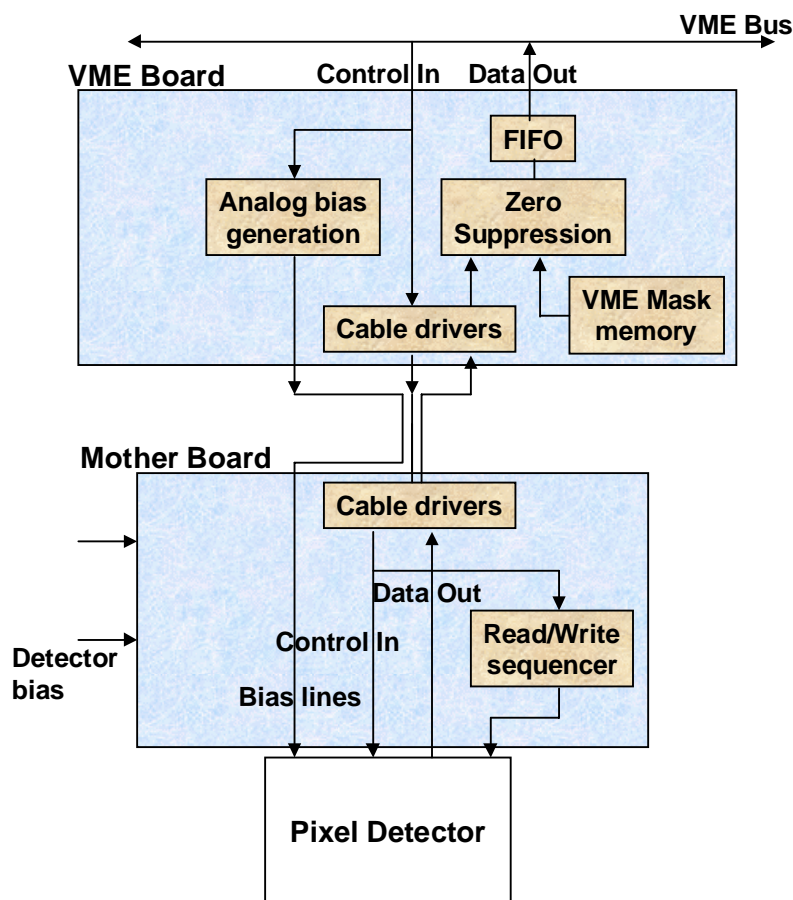 VME Bus
VME Board
Control In
Data Out
FIFO
Analog bias
generation
Zero
Suppression
VME Mask
memory
Cable drivers
Mother Board
Cable drivers
Data Out
Control In
Read/Write
sequencer
Detector
bias
Bias lines
Pixel Detector